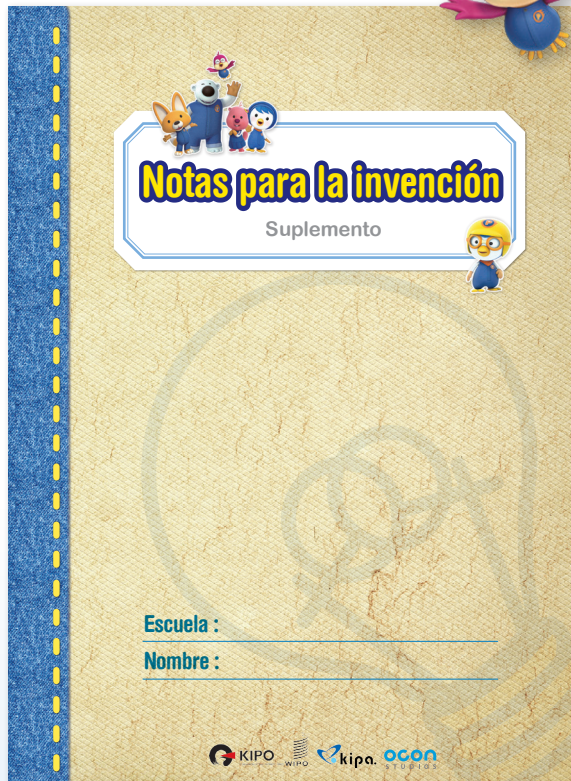 Notas para la invención
Suplemento
Escuela :
Nombre :
KIPO
WIPO
kipa.
OCON
STUDIOS